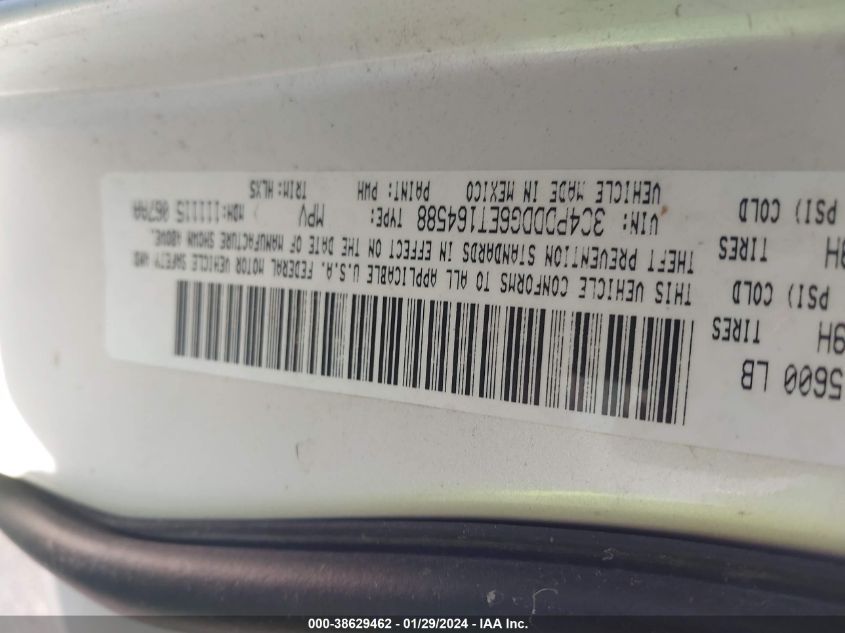 5600 LB
9H TIRES
PSI) COLD
9H TIRES
PSI) COLD
THIS VEHICLE CONFORMS TO ALL APPLICABLE U.S.A. FEDERAL MOTOR VEHICLE SAFETY AND
THEFT PREVENTION STANDARDS IN EFFECT ON THE DATE OF MANUFACTURE SHOWN ABOVE.
VIN: 3C4PDDDG6ET164588 TYPE: MPV MDH:111115 067AA
VEHICLE MADE IN MEXICO PAINT: PWH TRIM: HLXS
000-38629462 - 01/29/2024 - IAA Inc.